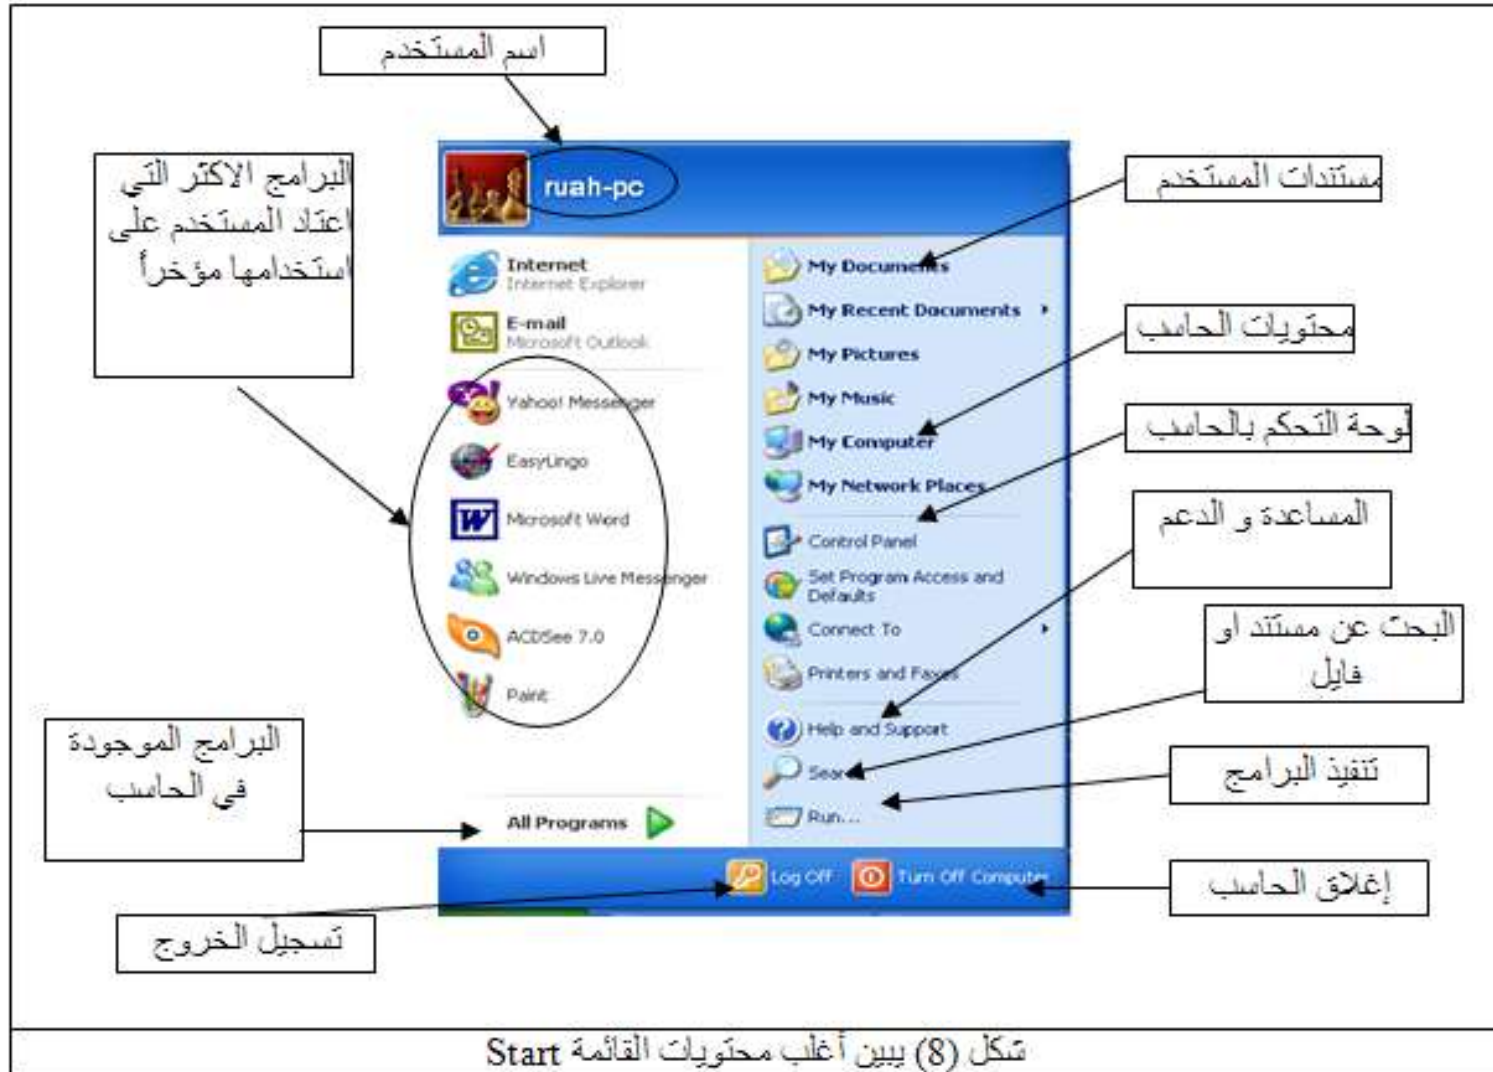 اسم المستخدم
البرامج الاكثر التي
اعتاد المستخدم على
استخدامها مؤخراً
ruah-pc
مستندات المستخدم
Internet
Internet Explorer
E-mail
Microsoft Outlook
Yahoo! Messenger
EasyLingo
Microsoft Word
Windows Live Messenger
ACDSee 7.0
Paint
All Programs
My Documents
My Recent Documents
My Pictures
My Music
My Computer
My Network Places
Control Panel
Set Program Access and
Defaults
Connect To
Printers and Faxes
Help and Support
Search
Run...
Log Off
Turn Off Computer
محتويات الحاسب
لوحة التحكم بالحاسب
المساعدة و الدعم
البحث عن مستند او
فايل
تنفيذ البرامج
إغلاق الحاسب
البرامج الموجودة
في الحاسب
تسجيل الخروج
شكل (8) يبين أغلب محتويات القائمة Start